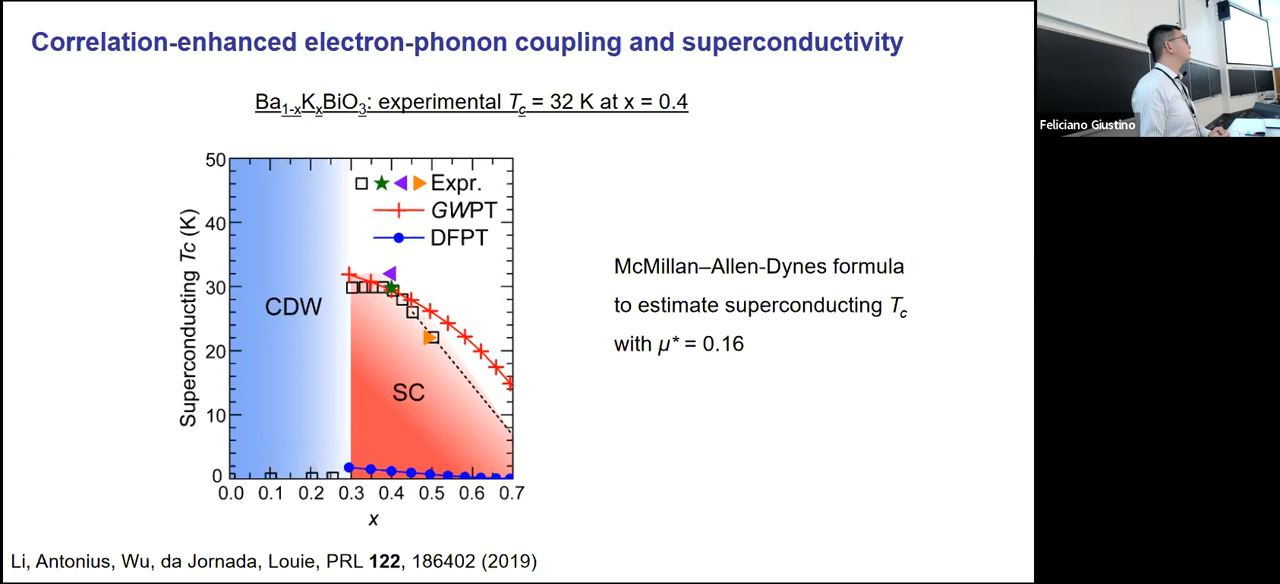 Correlation-enhanced electron-phonon coupling and superconductivity
Ba1-xKxBiO3: experimental Tc = 32 K at x = 0.4
Feliciano Giustino
50
40
30
20
10
0
Superconducting Tc (K)
Expr.
GWPT
DFPT
CDW
SC
0.0 0.1 0.2 0.3 0.4 0.5 0.6 0.7
x
McMillan–Allen-Dynes formula
to estimate superconducting Tc
with μ* = 0.16
Li, Antonius, Wu, da Jornada, Louie, PRL 122, 186402 (2019)